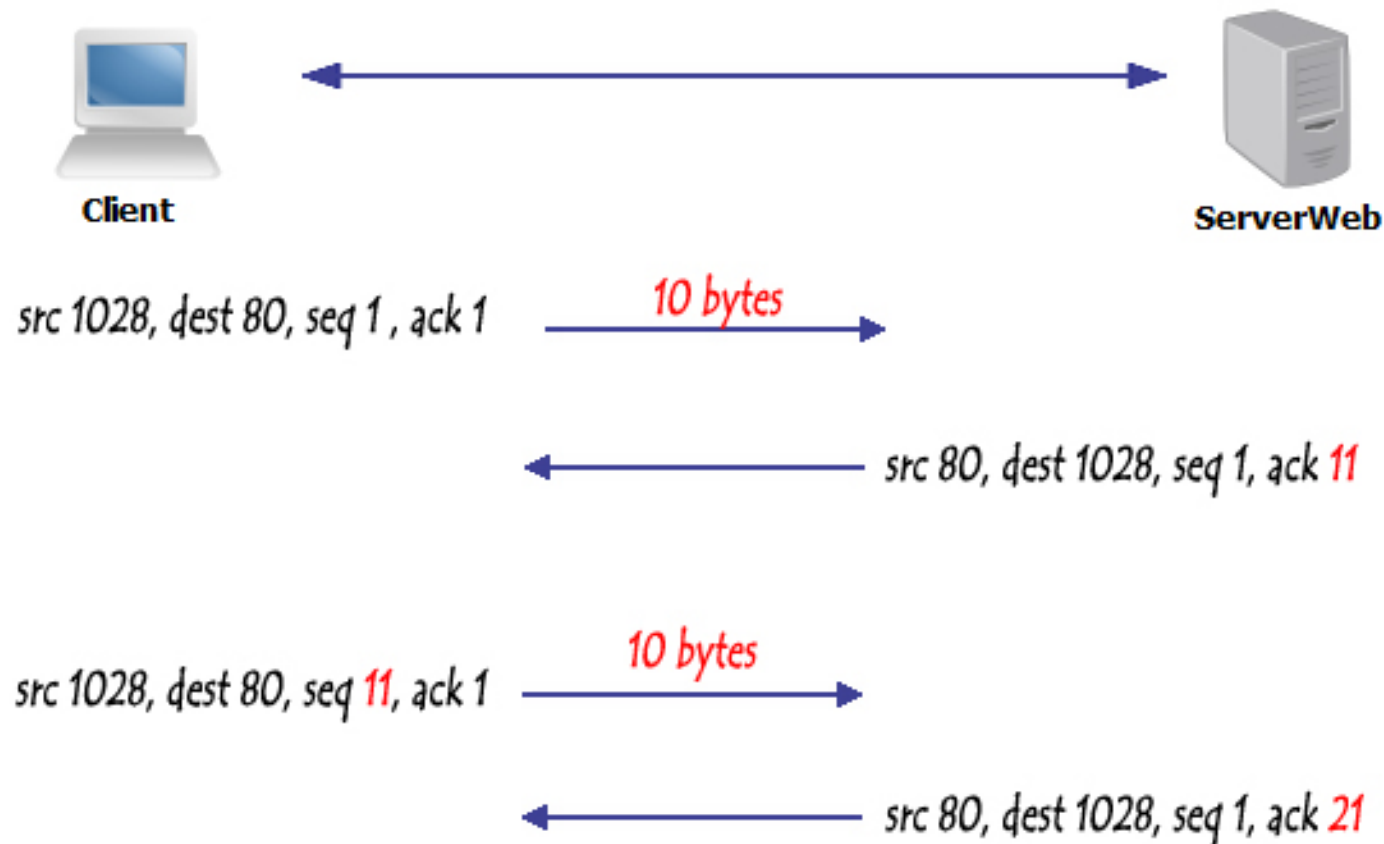 Client
ServerWeb
src 1028, dest 80, seq 1 , ack 1
10 bytes
src 80, dest 1028, seq 1, ack 11
10 bytes
src 1028, dest 80, seq 11, ack 1
src 80, dest 1028, seq 1, ack 21